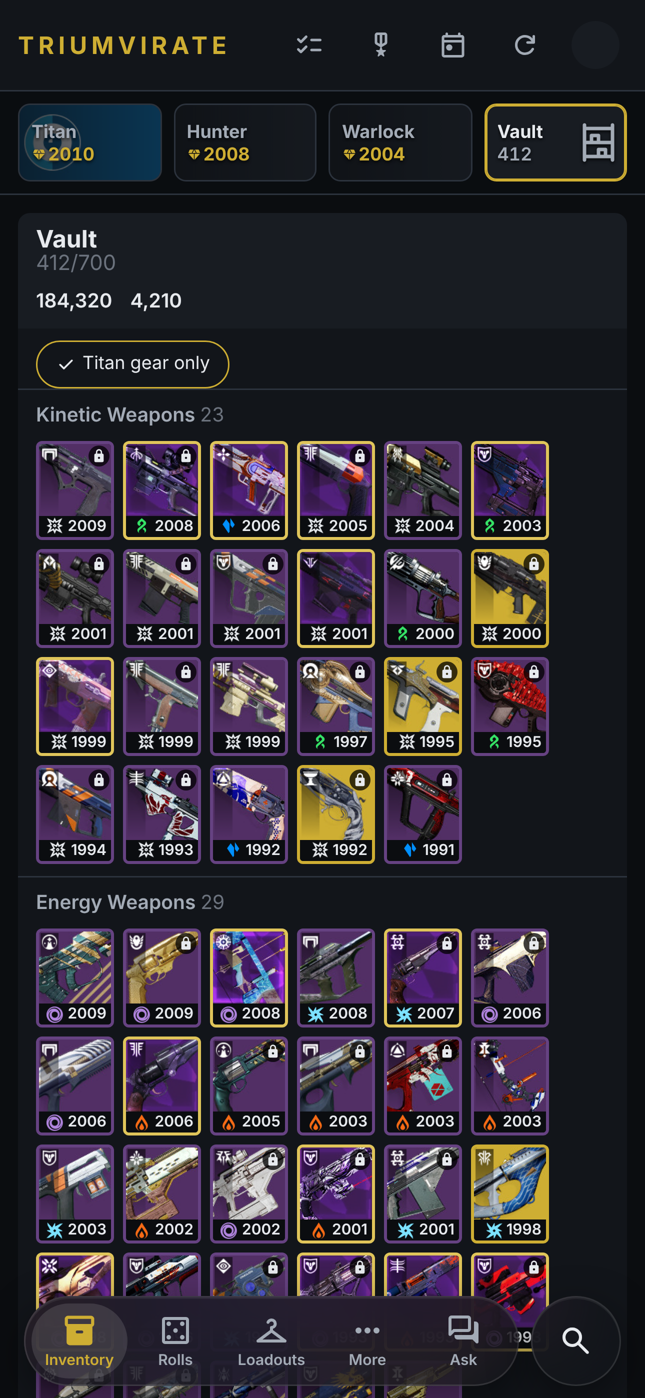 TRIUMVIRATE
Titan
2010
Hunter
2008
Warlock
2004
Vault
412
Vault
412/700
184,320 4,210
Titan gear only
Kinetic Weapons 23
2009 2008 2006 2005 2004 2003
2001 2001 2001 2001 2000 2000
1999 1999 1999 1997 1995 1995
1994 1993 1992 1992 1991
Energy Weapons 29
2009 2009 2008 2008 2007 2006
2006 2006 2005 2003 2003 2003
2003 2002 2002 2001 2001 1998
Inventory Rolls Loadouts More Ask